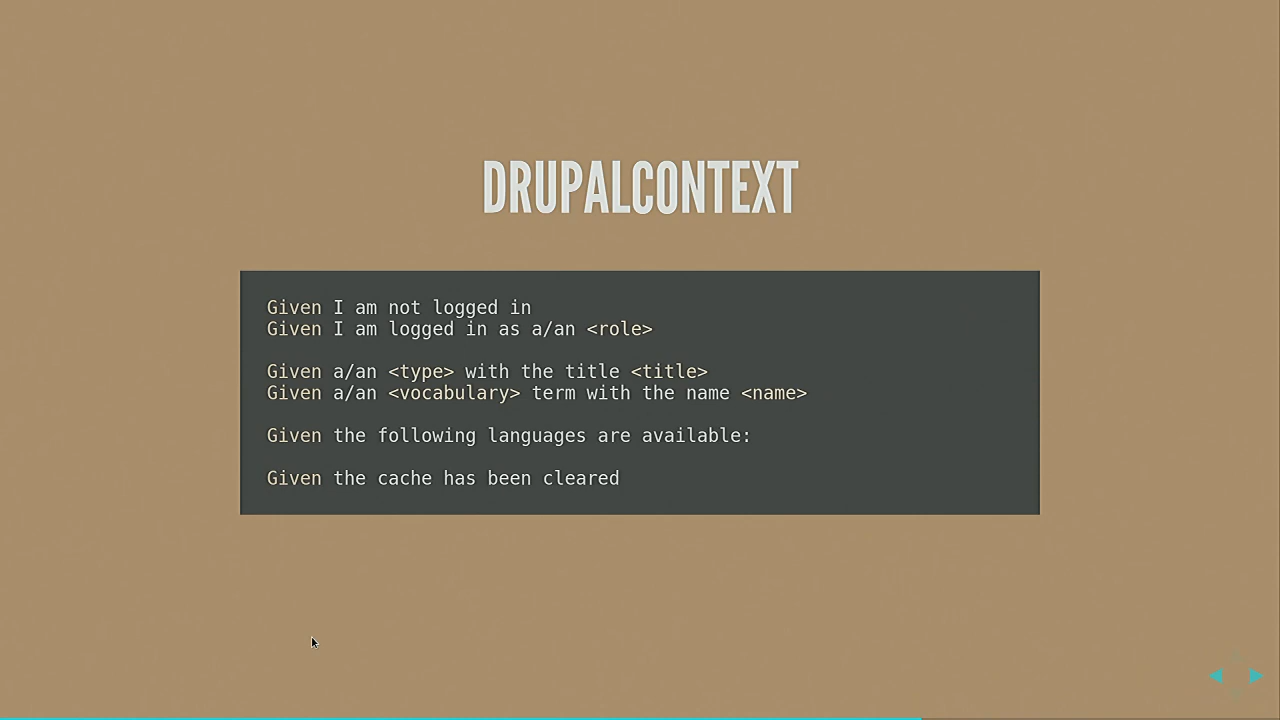 DRUPALCONTEXT
Given I am not logged in
Given I am logged in as a/an <role>
Given a/an <type> with the title <title>
Given a/an <vocabulary> term with the name <name>
Given the following languages are available:
Given the cache has been cleared